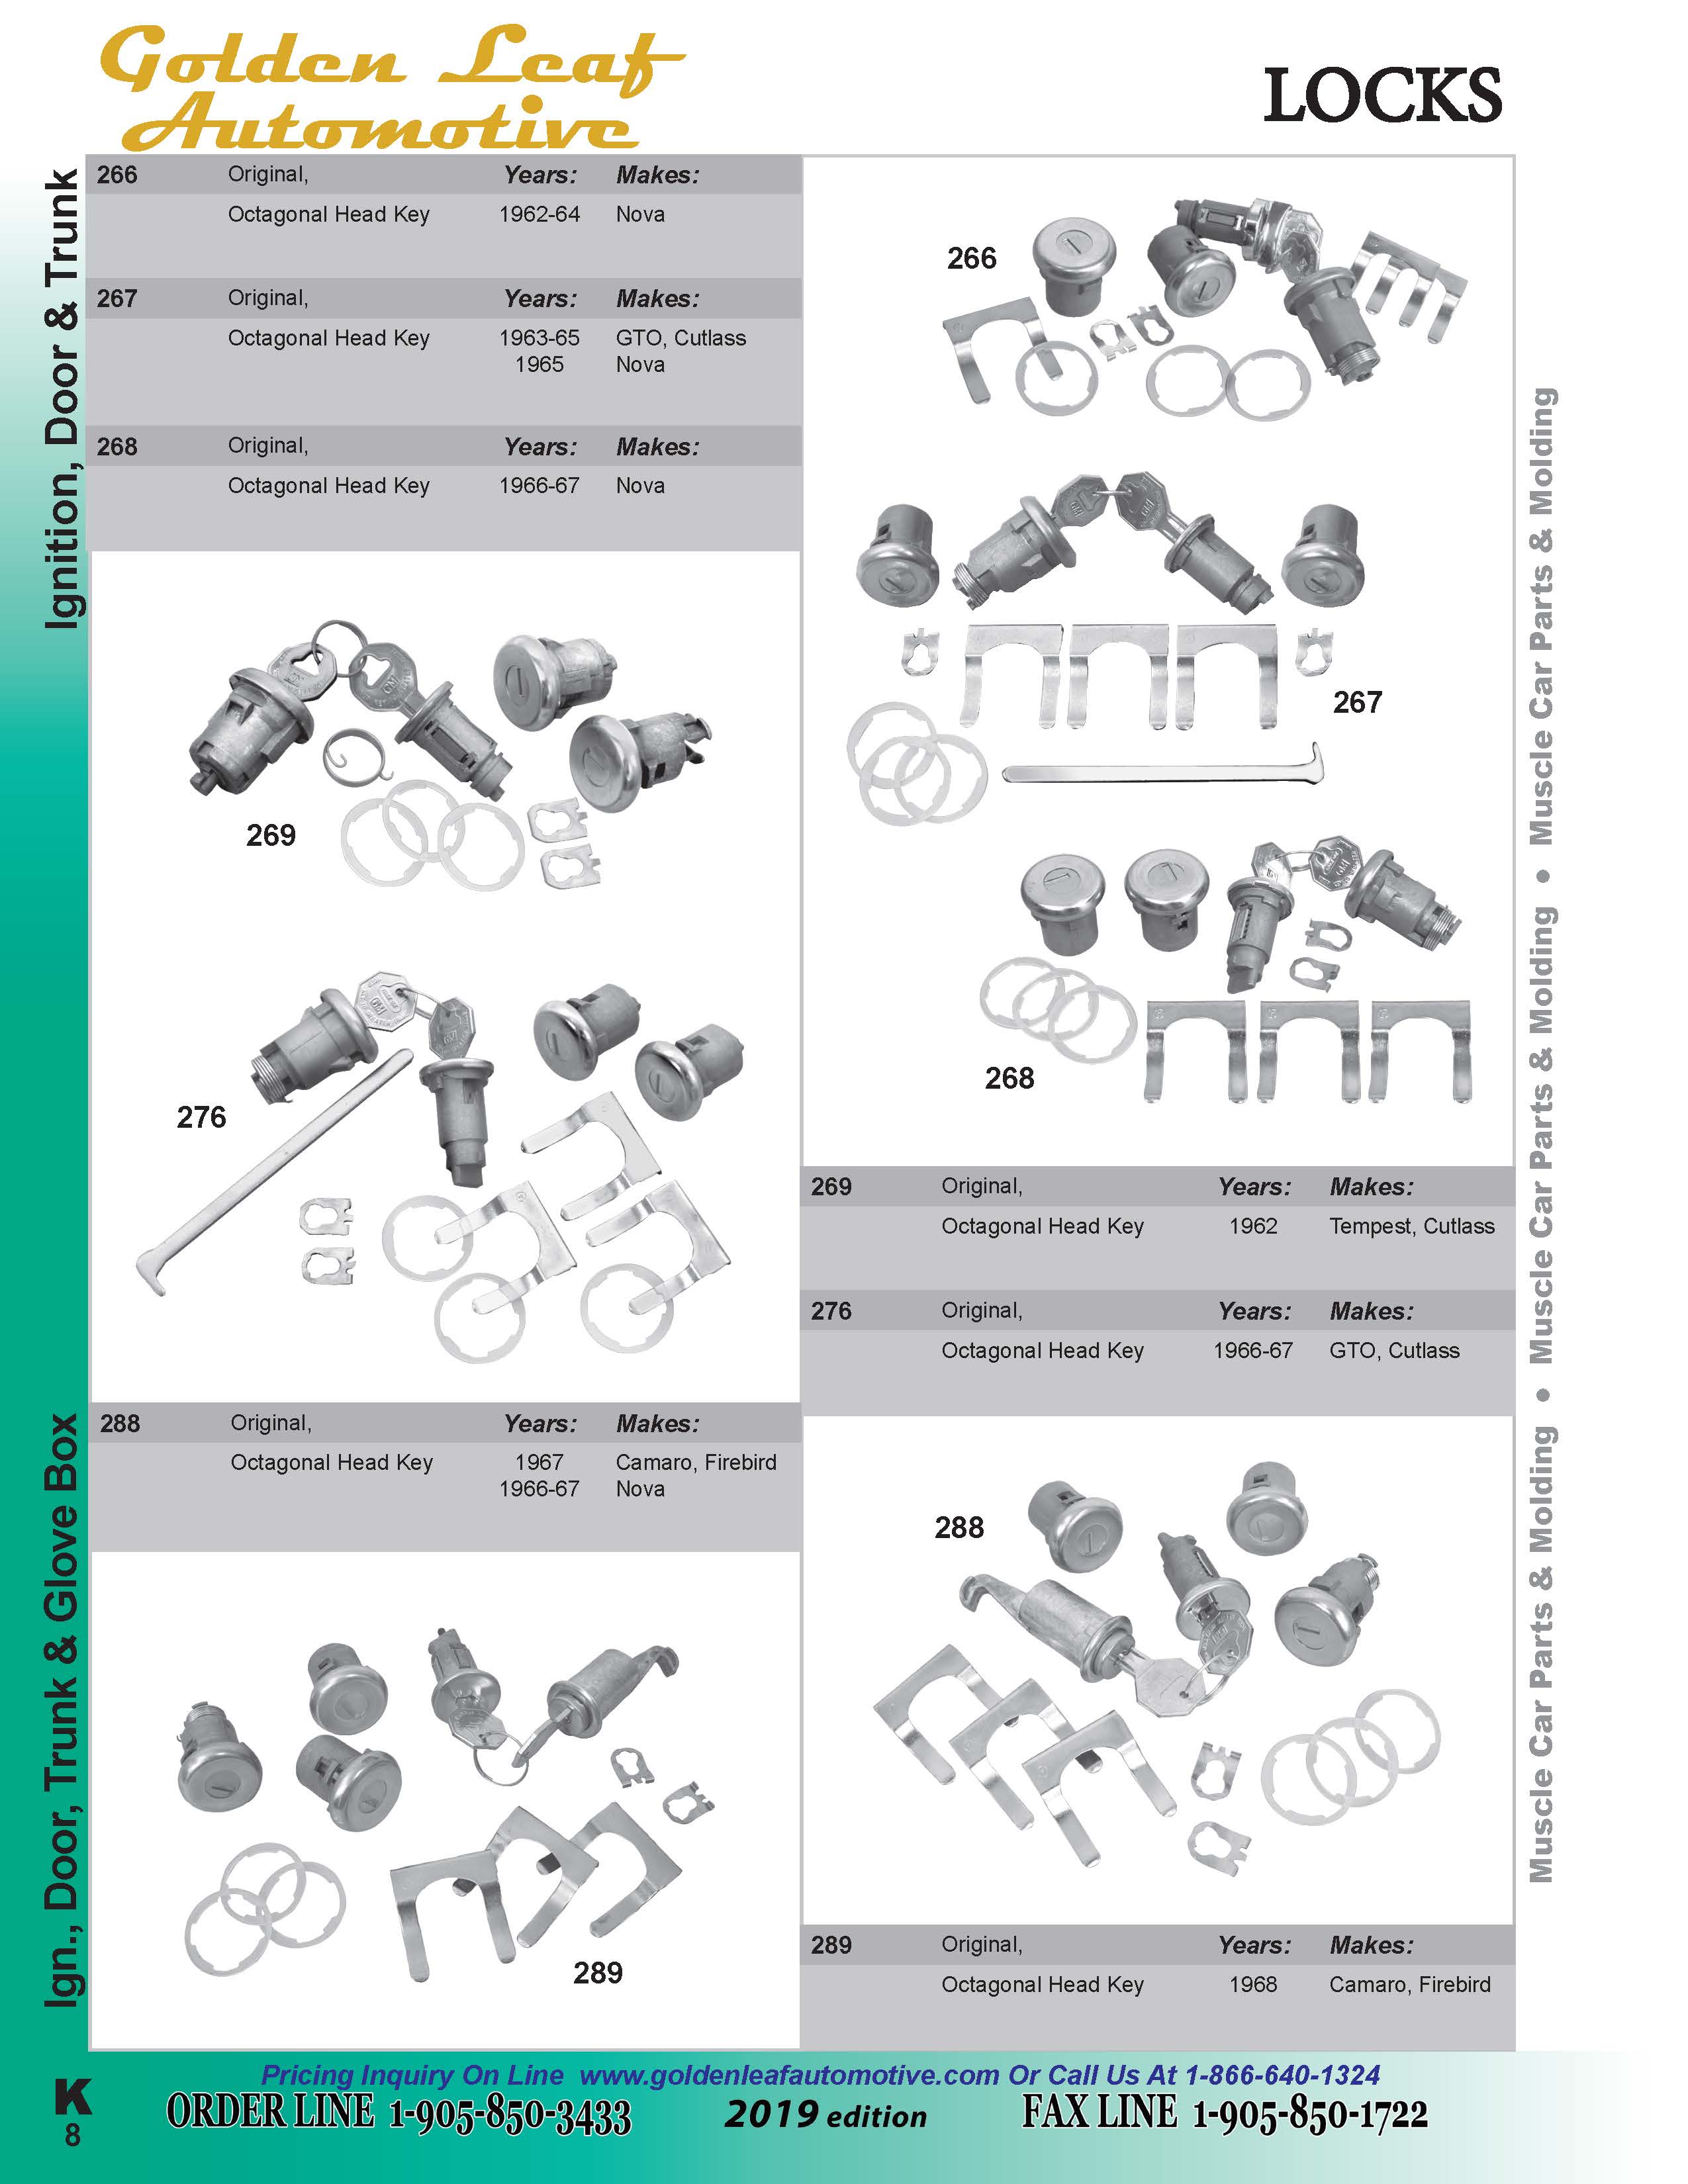 Golden Leaf
Automotive
LOCKS
Ignition, Door & Trunk
266 Original, Years: Makes:
Octagonal Head Key 1962-64 Nova
267 Original, Years: Makes:
Octagonal Head Key 1963-65 GTO, Cutlass
1965 Nova
268 Original, Years: Makes:
Octagonal Head Key 1966-67 Nova
266
267
268
269
276
269 Original, Years: Makes:
Octagonal Head Key 1962 Tempest, Cutlass
276 Original, Years: Makes:
Octagonal Head Key 1966-67 GTO, Cutlass
Ign., Door, Trunk & Glove Box
288 Original, Years: Makes:
Octagonal Head Key 1967 Camaro, Firebird
1966-67 Nova
288
289
289 Original, Years: Makes:
Octagonal Head Key 1968 Camaro, Firebird
Muscle Car Parts & Molding • Muscle Car Parts & Molding • Muscle Car Parts & Molding • Muscle Car Parts & Molding
Pricing Inquiry On Line www.goldenleafautomotive.com Or Call Us At 1-866-640-1324
K
8
ORDER LINE 1-905-850-3433 2019 edition FAX LINE 1-905-850-1722